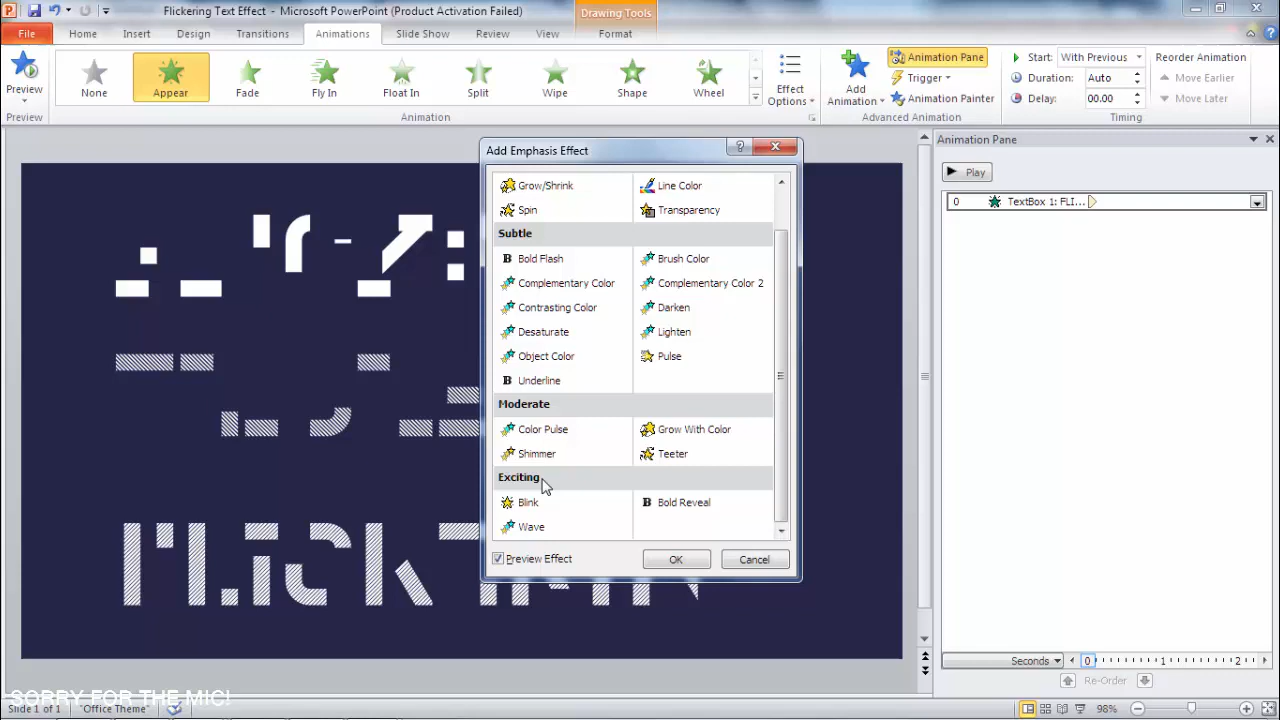 Flickering Text Effect - Microsoft PowerPoint (Product Activation Failed)
Drawing Tools
File Home Insert Design Transitions Animations Slide Show Review View Format
Preview
None Appear Fade Fly In Float In Split Wipe Shape Wheel
Effect Options
Add Animation
Animation Pane
Trigger
Animation Painter
Start: With Previous
Duration: Auto
Delay: 00.00
Reorder Animation
Move Earlier
Move Later
Preview Animation Advanced Animation Timing
Add Emphasis Effect
Grow/Shrink Line Color
Spin Transparency
Subtle
Bold Flash Brush Color
Complementary Color Complementary Color 2
Contrasting Color Darken
Desaturate Lighten
Object Color Pulse
Underline
Moderate
Color Pulse Grow With Color
Shimmer Teeter
Exciting
Blink Bold Reveal
Wave
Preview Effect OK Cancel
Animation Pane
Play
0 TextBox 1: FLI...
Seconds 0 1 2
Re-Order
SORRY FOR THE MIC!
Slide 1 of 1 "Office Theme" 98%